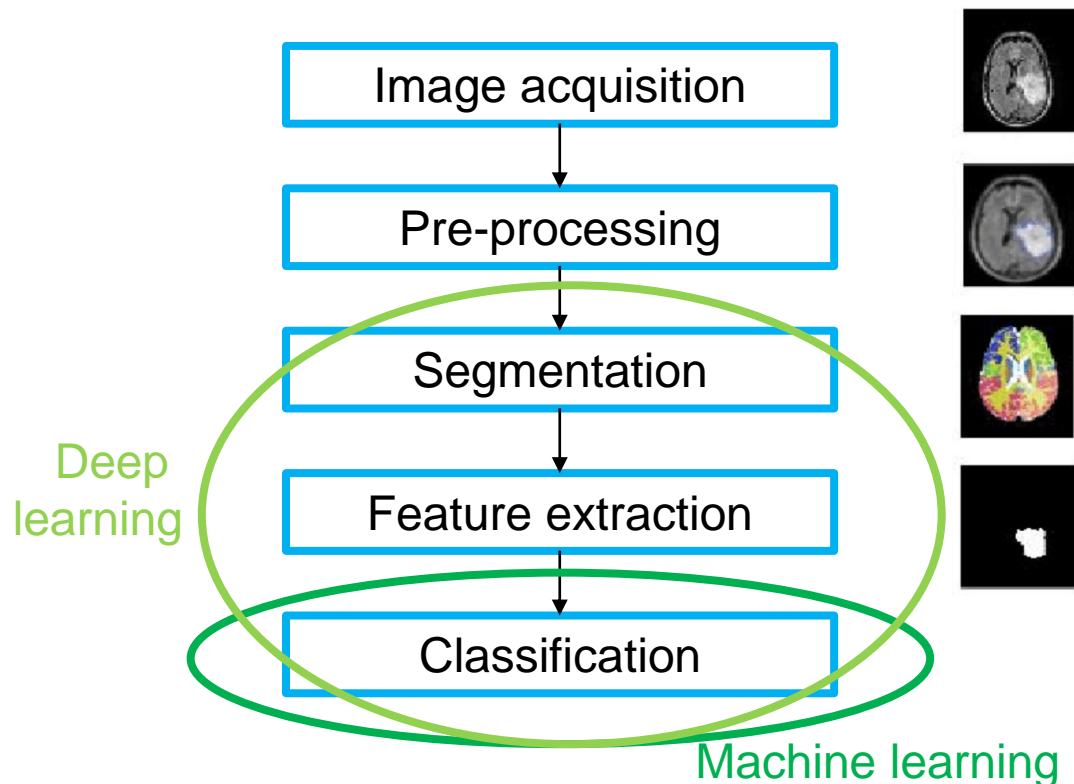 Image acquisition
Pre-processing
Segmentation
Deep
learning
Feature extraction
Classification
Machine learning